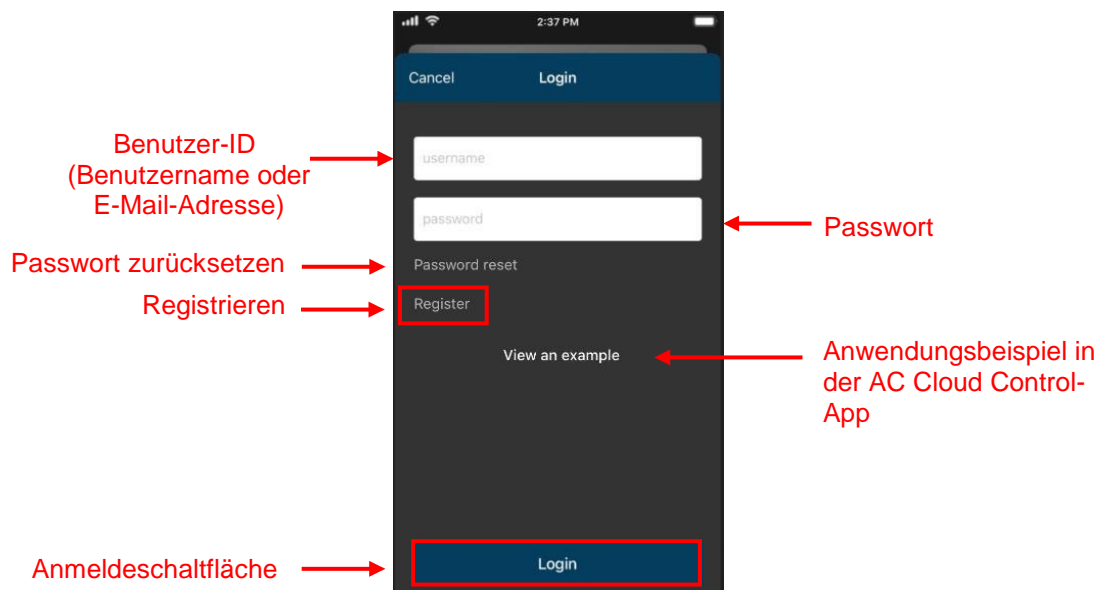 2:37 PM
Cancel
Login
Benutzer-ID
(Benutzername oder
E-Mail-Adresse)
username
password
Passwort
Passwort zurücksetzen
Password reset
Registrieren
Register
View an example
Anwendungsbeispiel in
der AC Cloud Control-
App
Anmeldeschaltfläche
Login